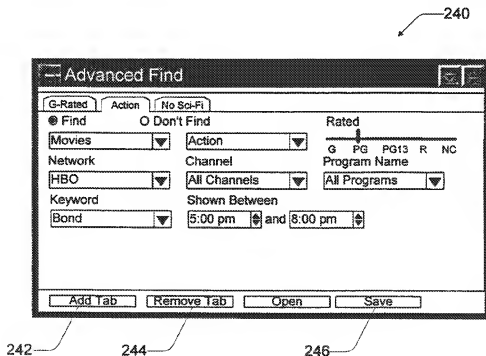 240
Advanced Find
G-Rated Action No Sci-Fi
Find Don't Find Rated
Movies Action
G PG PG13 R NC
Network Channel Program Name
HBO All Channels All Programs
Keyword Shown Between
Bond 5:00 pm and 8:00 pm
Add Tab Remove Tab Open Save
242 244 246